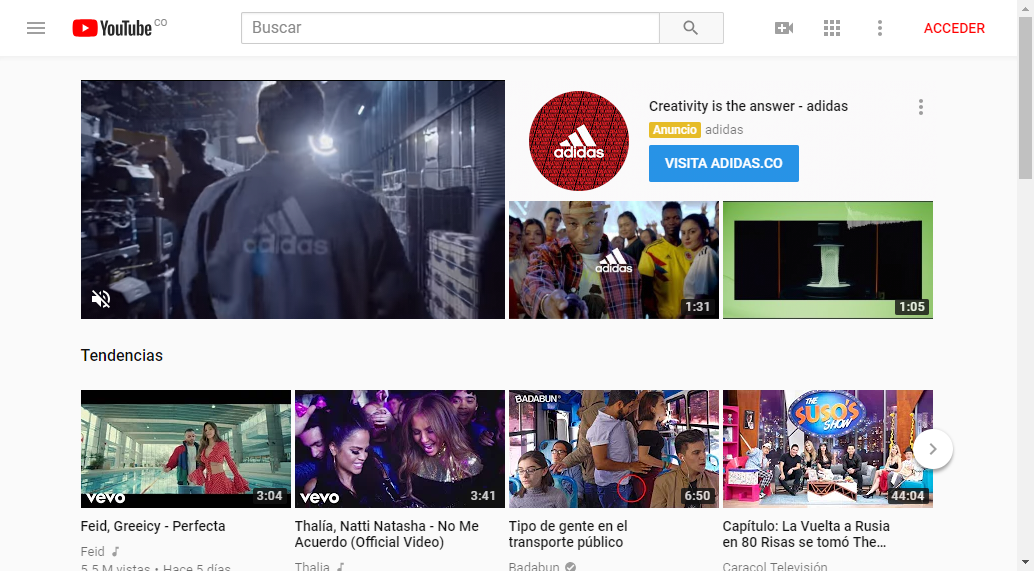 YouTube CO
Buscar
ACCEDER
adidas
adidas
Creativity is the answer - adidas
Anuncio adidas
VISITA ADIDAS.CO
adidas
1:31
1:05
Tendencias
vevo
3:04
vevo
3:41
BADABUN
6:50
THE
SUSO'S
SHOW
44:04
Feid, Greeicy - Perfecta
Thalía, Natti Natasha - No Me
Acuerdo (Official Video)
Tipo de gente en el
transporte público
Capítulo: La Vuelta a Rusia
en 80 Risas se tomó The...
Feid
Thalia
Badabun
Caracol Televisión
5.5 M vistas • Hace 5 días